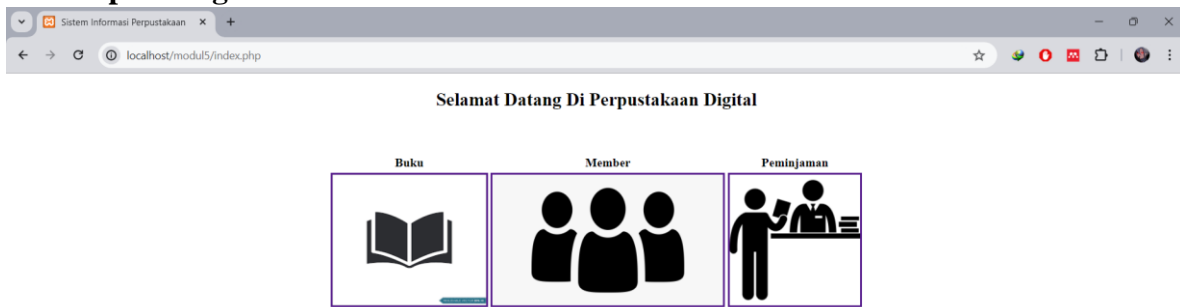 Sistem Informasi Perpustakaan
localhost/modul5/index.php
Selamat Datang Di Perpustakaan Digital
Buku Member Peminjaman